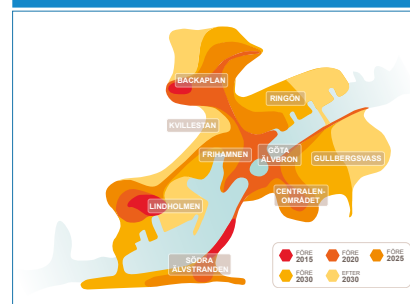 BACKAPLAN
RINGÖN
KVILLESTAN
FRIHAMNEN
GÖTA
ÄLVBRON
GULLBERGSVASS
CENTRALEN-
OMRÅDET
LINDHOLMEN
SÖDRA
ÄLVSTRANDEN
FÖRE
2015
FÖRE
2020
FÖRE
2025
FÖRE
2030
EFTER
2030